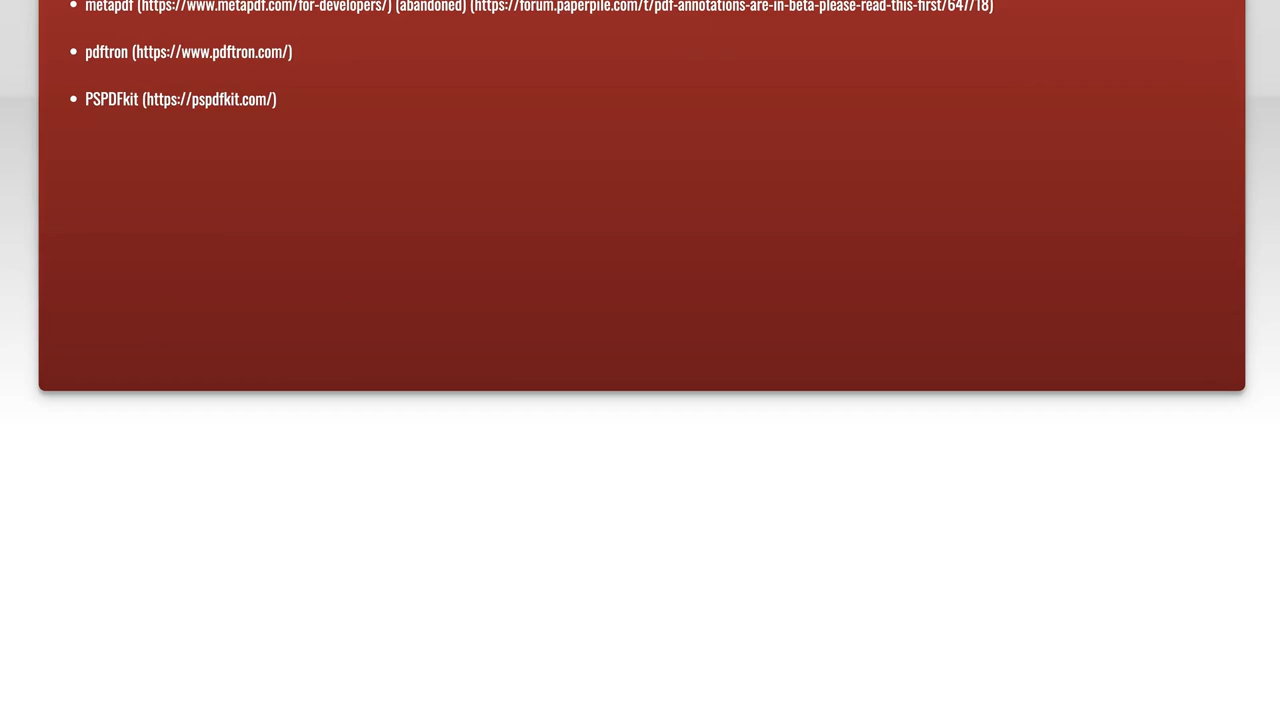 • metapdf (https://www.metapdf.com/for-developers/) (abandoned) (https://forum.paperpile.com/t/pdf-annotations-are-in-beta-please-read-this-first/647/18)
• pdftron (https://www.pdftron.com/)
• PSPDFkit (https://pspdfkit.com/)